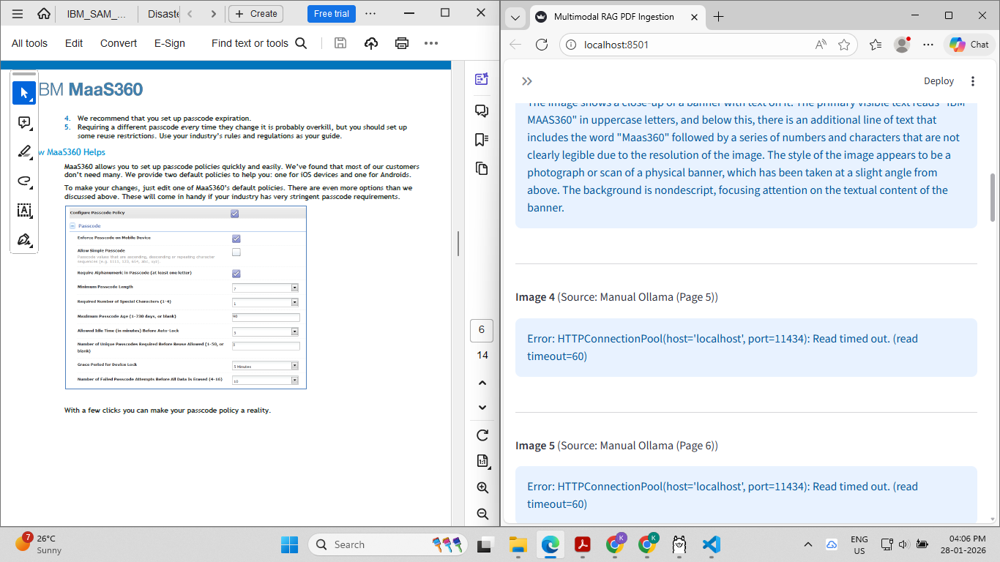 IBM_SAM_...
Disaste
Create
Free trial
All tools
Edit
Convert
E-Sign
Find text or tools
BM MaaS360
4. We recommend that you set up passcode expiration.
5. Requiring a different passcode every time they change it is probably overkill, but you should set up
some reuse restrictions. Use your industry's rules and regulations as your guide.
w MaaS360 Helps
MaaS360 allows you to set up passcode policies quickly and easily. We've found that most of our customers
don't need many. We provide two default policies to help you: one for iOS devices and one for Androids.
To make your changes, just edit one of MaaS360's default policies. There are even more options than we
discussed above. These will come in handy if your industry has very stringent passcode requirements.
Configure Passcode Policy
Passcode
Enforce Passcode on Mobile Device
Allow Simple Passcode
Passcode values that are ascending, descending or repeating character
sequences (e.g. 1111, 123, 654, abc, xyz).
Require Alphanumeric in Passcode (at least one letter)
Minimum Passcode Length 7
Required Number of Special Characters (1-4) 1
Maximum Passcode Age (1-730 days, or blank) 90
Allowed Idle Time (in minutes) Before Auto-Lock
Number of Unique Passcodes Required Before Reuse Allowed (1-50, or
blank)
Grace Period for Device Lock 5 Minutes
Number of Failed Passcode Attempts Before All Data Is Erased (4-16) 10
With a few clicks you can make your passcode policy a reality.
6
14
1:1
Multimodal RAG PDF Ingestion
localhost:8501
Chat
Deploy
The image shows a close-up of a banner with text on it. The primary visible text reads "IBM
MAAS360" in uppercase letters, and below this, there is an additional line of text that
includes the word "Maas360" followed by a series of numbers and characters that are not
clearly legible due to the resolution of the image. The style of the image appears to be a
photograph or scan of a physical banner, which has been taken at a slight angle from
above. The background is nondescript, focusing attention on the textual content of the
banner.
Image 4 (Source: Manual Ollama (Page 5))
Error: HTTPConnectionPool(host='localhost', port=11434): Read timed out. (read
timeout=60)
Image 5 (Source: Manual Ollama (Page 6))
Error: HTTPConnectionPool(host='localhost', port=11434): Read timed out. (read
timeout=60)
7
26°C
Sunny
Search
K
K
ENG
US
04:06 PM
28-01-2026